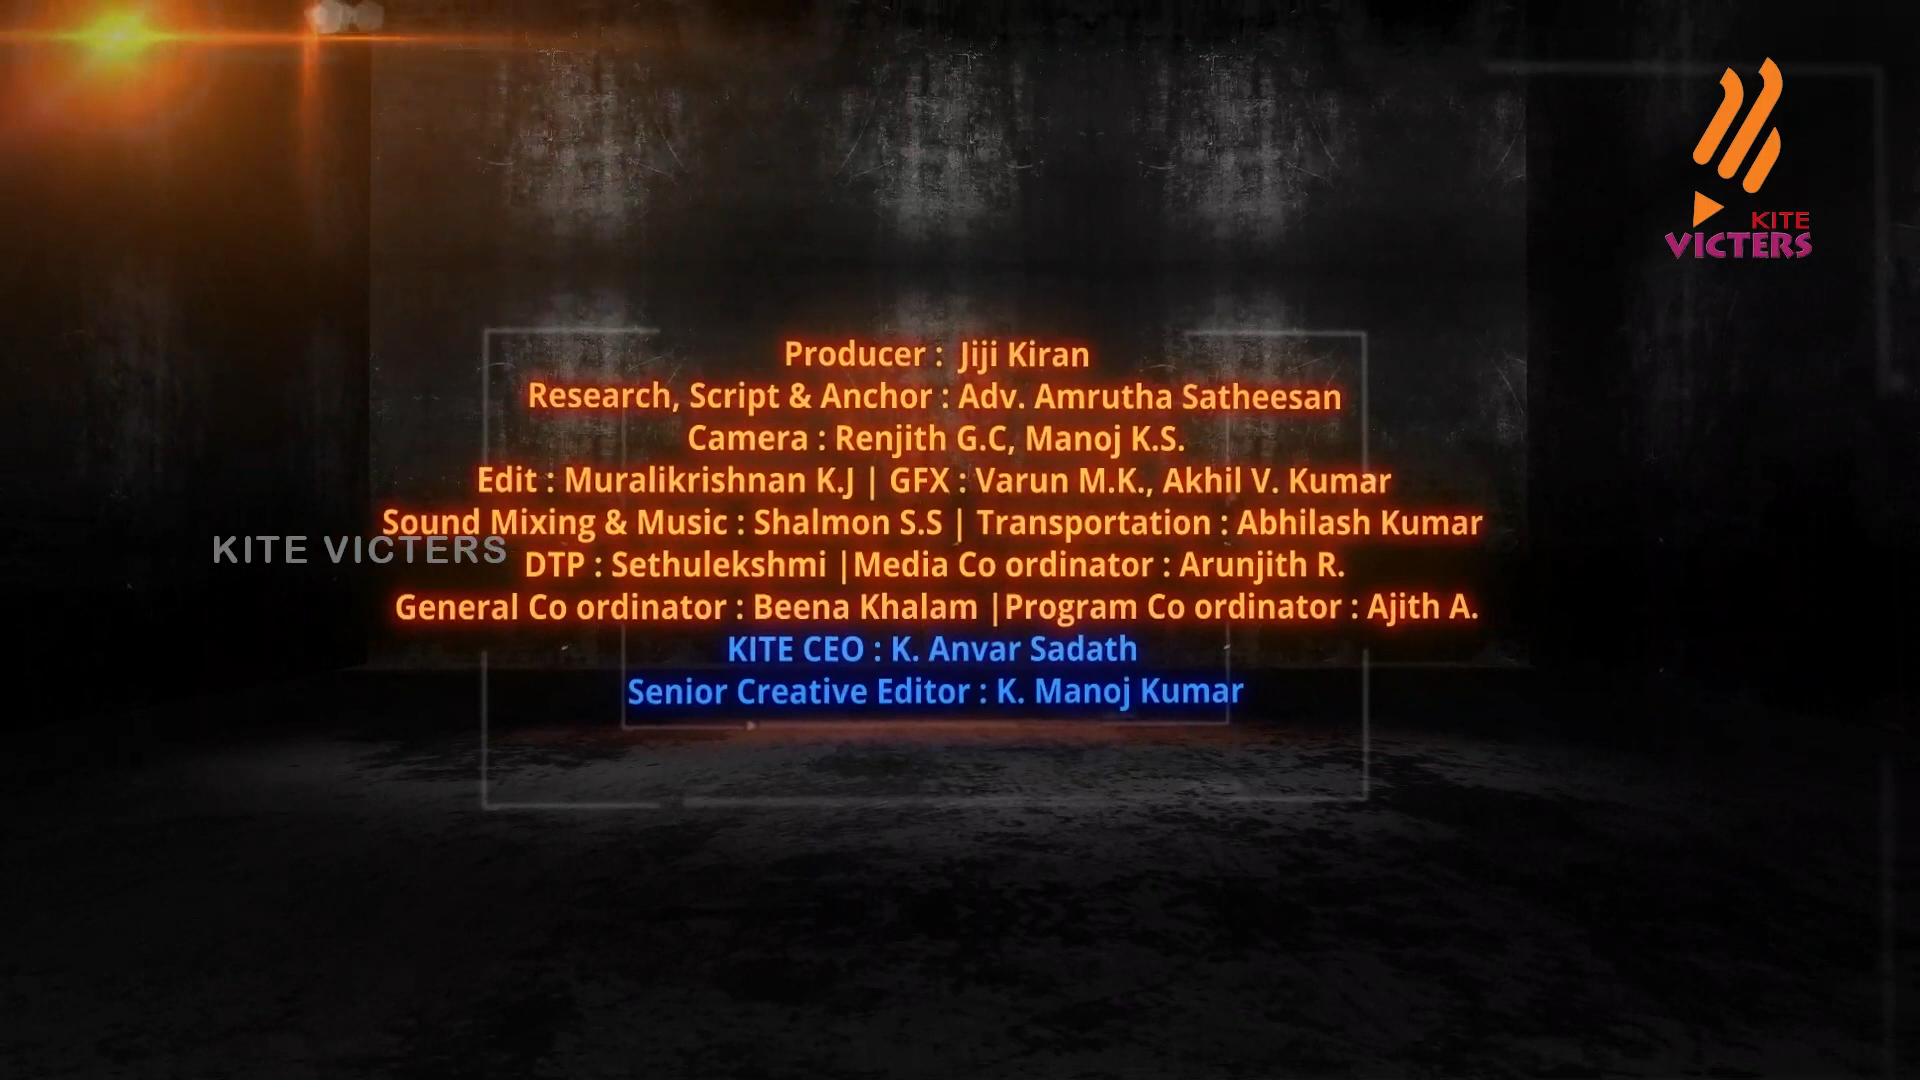 KITE
VICTERS
Producer :  Jiji Kiran
Research, Script & Anchor : Adv. Amrutha Satheesan
Camera : Renjith G.C, Manoj K.S.
Edit : Muralikrishnan K.J | GFX : Varun M.K., Akhil V. Kumar
Sound Mixing & Music : Shalmon S.S | Transportation : Abhilash Kumar
KITE VICTERS
DTP : Sethulekshmi |Media Co ordinator : Arunjith R.
General Co ordinator : Beena Khalam |Program Co ordinator : Ajith A.
KITE CEO : K. Anvar Sadath
Senior Creative Editor : K. Manoj Kumar